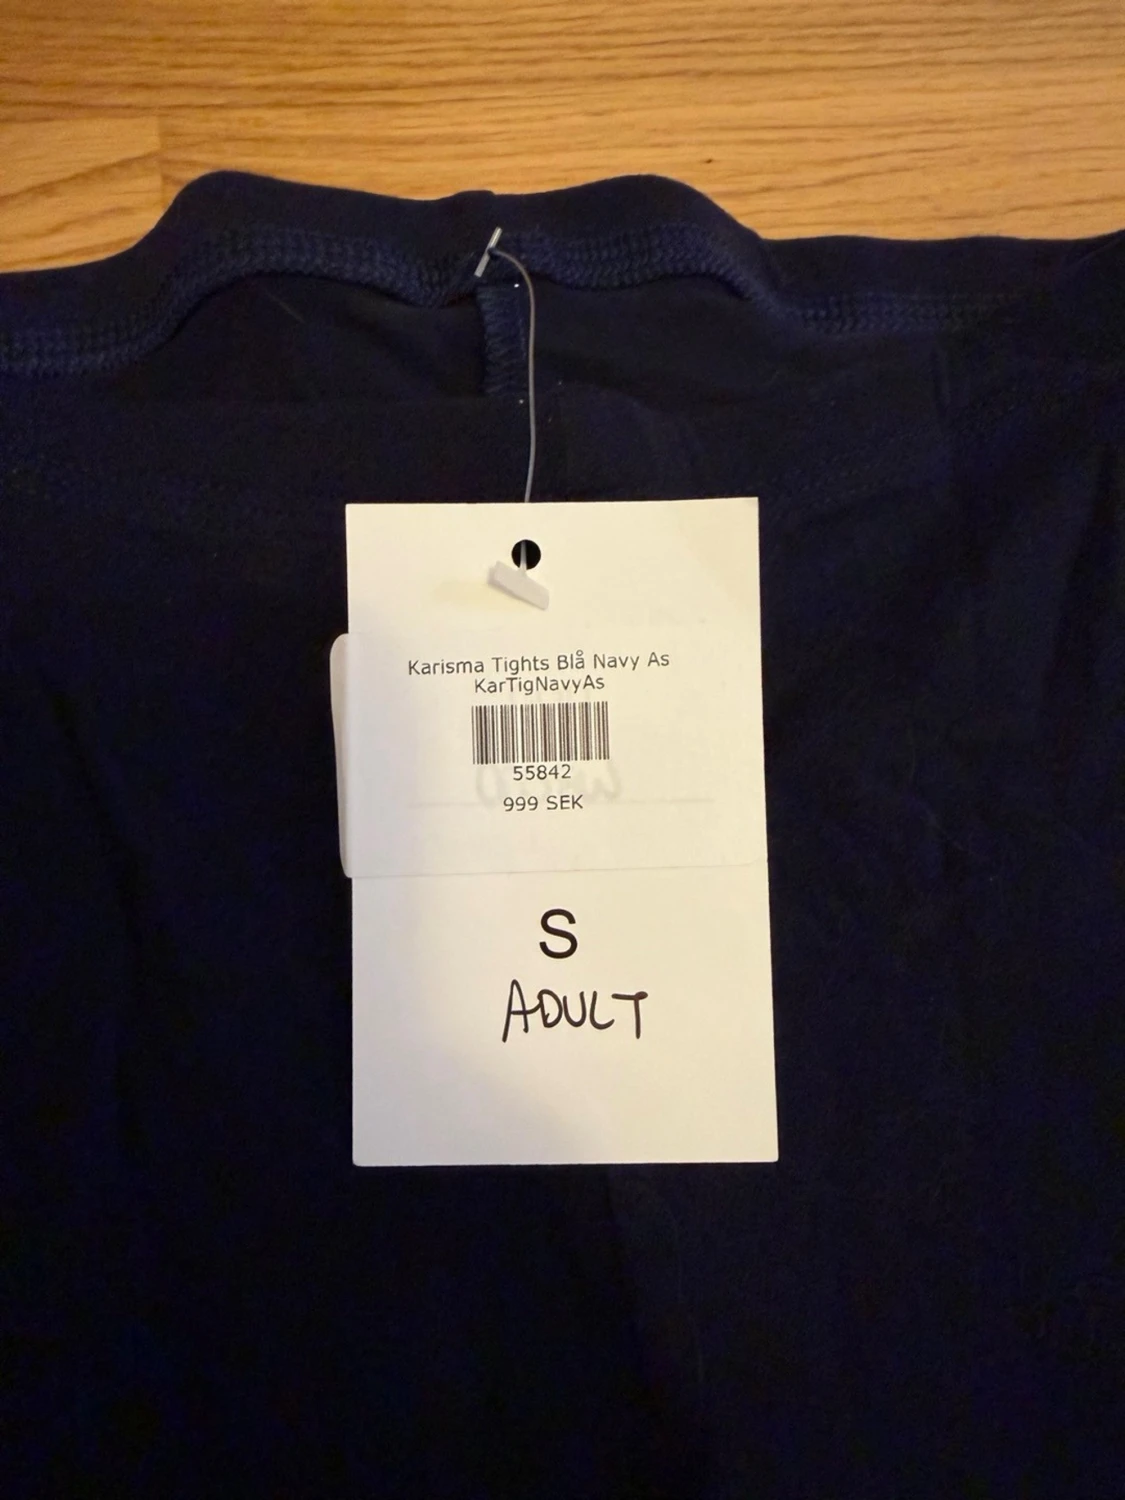 Karisma Tights Blå Navy As
KarTigNavyAs
55842
999 SEK
S
ADULT